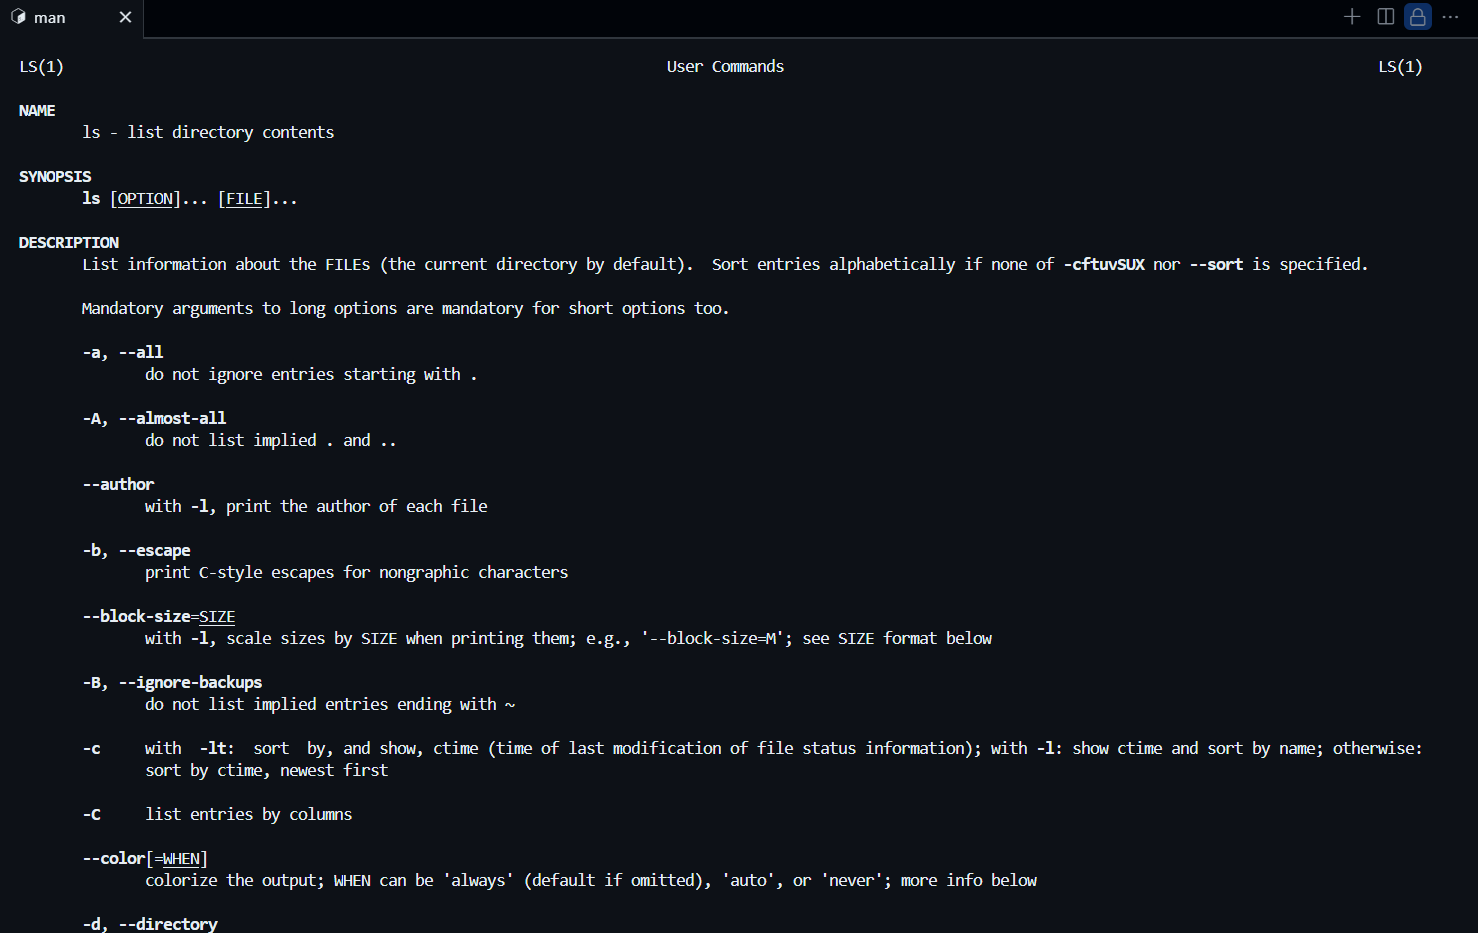 man
LS(1) User Commands LS(1)
NAME
ls - list directory contents
SYNOPSIS
ls [OPTION]... [FILE]...
DESCRIPTION
List information about the FILEs (the current directory by default).  Sort entries alphabetically if none of -cftuvSUX nor --sort is specified.
Mandatory arguments to long options are mandatory for short options too.
-a, --all
do not ignore entries starting with .
-A, --almost-all
do not list implied . and ..
--author
with -l, print the author of each file
-b, --escape
print C-style escapes for nongraphic characters
--block-size=SIZE
with -l, scale sizes by SIZE when printing them; e.g., '--block-size=M'; see SIZE format below
-B, --ignore-backups
do not list implied entries ending with ~
-c     with  -lt:  sort  by, and show, ctime (time of last modification of file status information); with -l: show ctime and sort by name; otherwise:
sort by ctime, newest first
-C     list entries by columns
--color[=WHEN]
colorize the output; WHEN can be 'always' (default if omitted), 'auto', or 'never'; more info below
-d, --directory